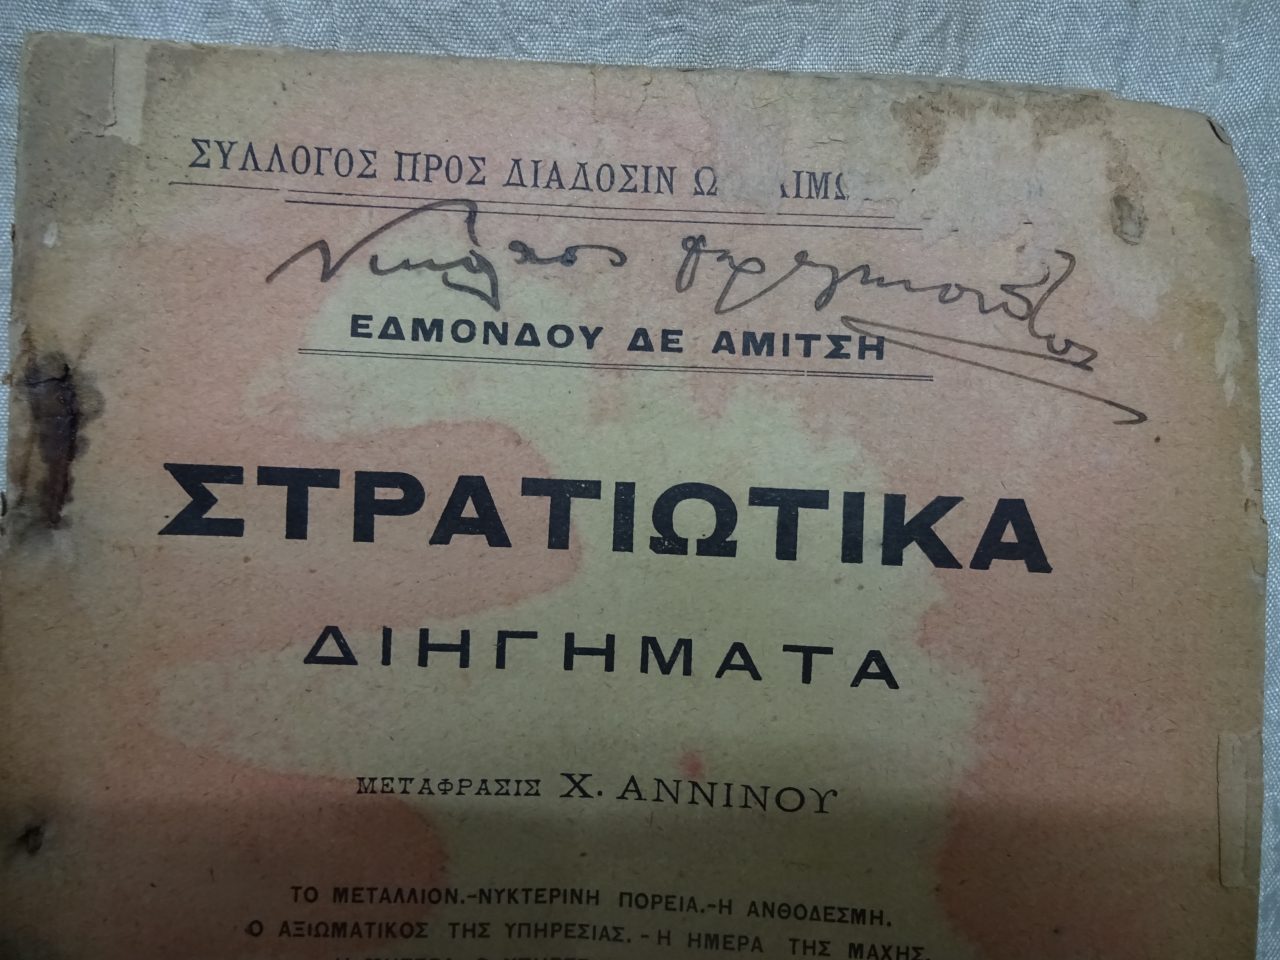 ΣΥΛΛΟΓΟΣ ΠΡΟΣ ΔΙΑΔΟΣΙΝ
Νικόλαος
ΕΔΜΟΝΔΟΥ ΔΕ ΑΜΙΤΣΗ
ΣΤΡΑΤΙΩΤΙΚΑ
ΔΙΗΓΗΜΑΤΑ
ΜΕΤΑΦΡΑΣΙΣ Χ. ΑΝΝΙΝΟΥ
ΤΟ ΜΕΤΑΛΛΙΟΝ.-ΝΥΚΤΕΡΙΝΗ ΠΟΡΕΙΑ.-Η ΑΝΘΟΔΕΣΜΗ.
Ο ΑΞΙΩΜΑΤΙΚΟΣ ΤΗΣ ΥΠΗΡΕΣΙΑΣ. - Η ΗΜΕΡΑ ΤΗΣ ΜΑΧΗΣ.